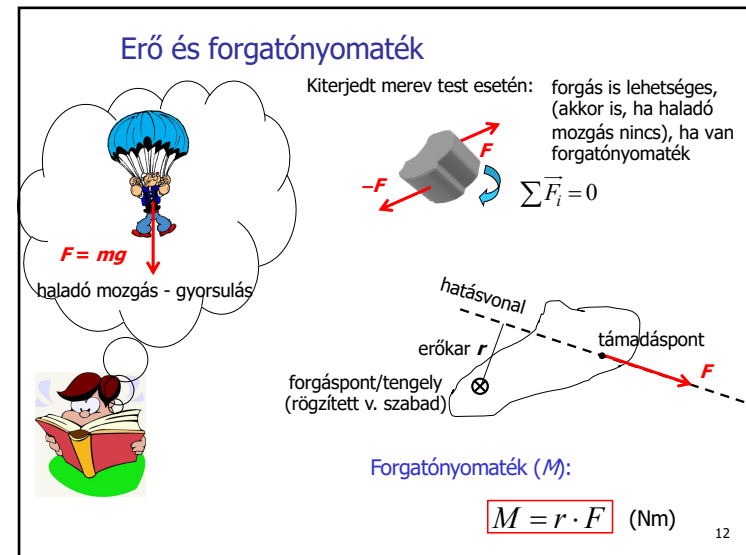 Erő és forgatónyomaték
Kiterjedt merev test esetén:
forgás is lehetséges,
(akkor is, ha haladó
mozgás nincs), ha van
forgatónyomaték
F
–F
∑F⃗ᵢ = 0
F = mg
haladó mozgás - gyorsulás
hatásvonal
támadáspont
erőkar r
F
forgáspont/tengely
(rögzített v. szabad)
Forgatónyomaték (M):
M = r · F (Nm)
12